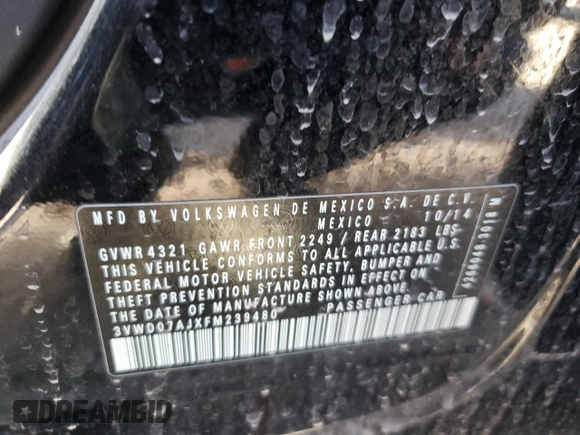 MFD BY VOLKSWAGEN DE MEXICO S.A. DE C.V.
MEXICO 10/14
GVWR 4321 GAWR FRONT 2249 / REAR 2183 LBS
THIS VEHICLE CONFORMS TO ALL APPLICABLE U.S.
FEDERAL MOTOR VEHICLE SAFETY, BUMPER AND
THEFT PREVENTION STANDARDS IN EFFECT ON
THE DATE OF MANUFACTURE SHOWN ABOVE.
3VWD07AJXFM239480 PASSENGER CAR
DREAMBID